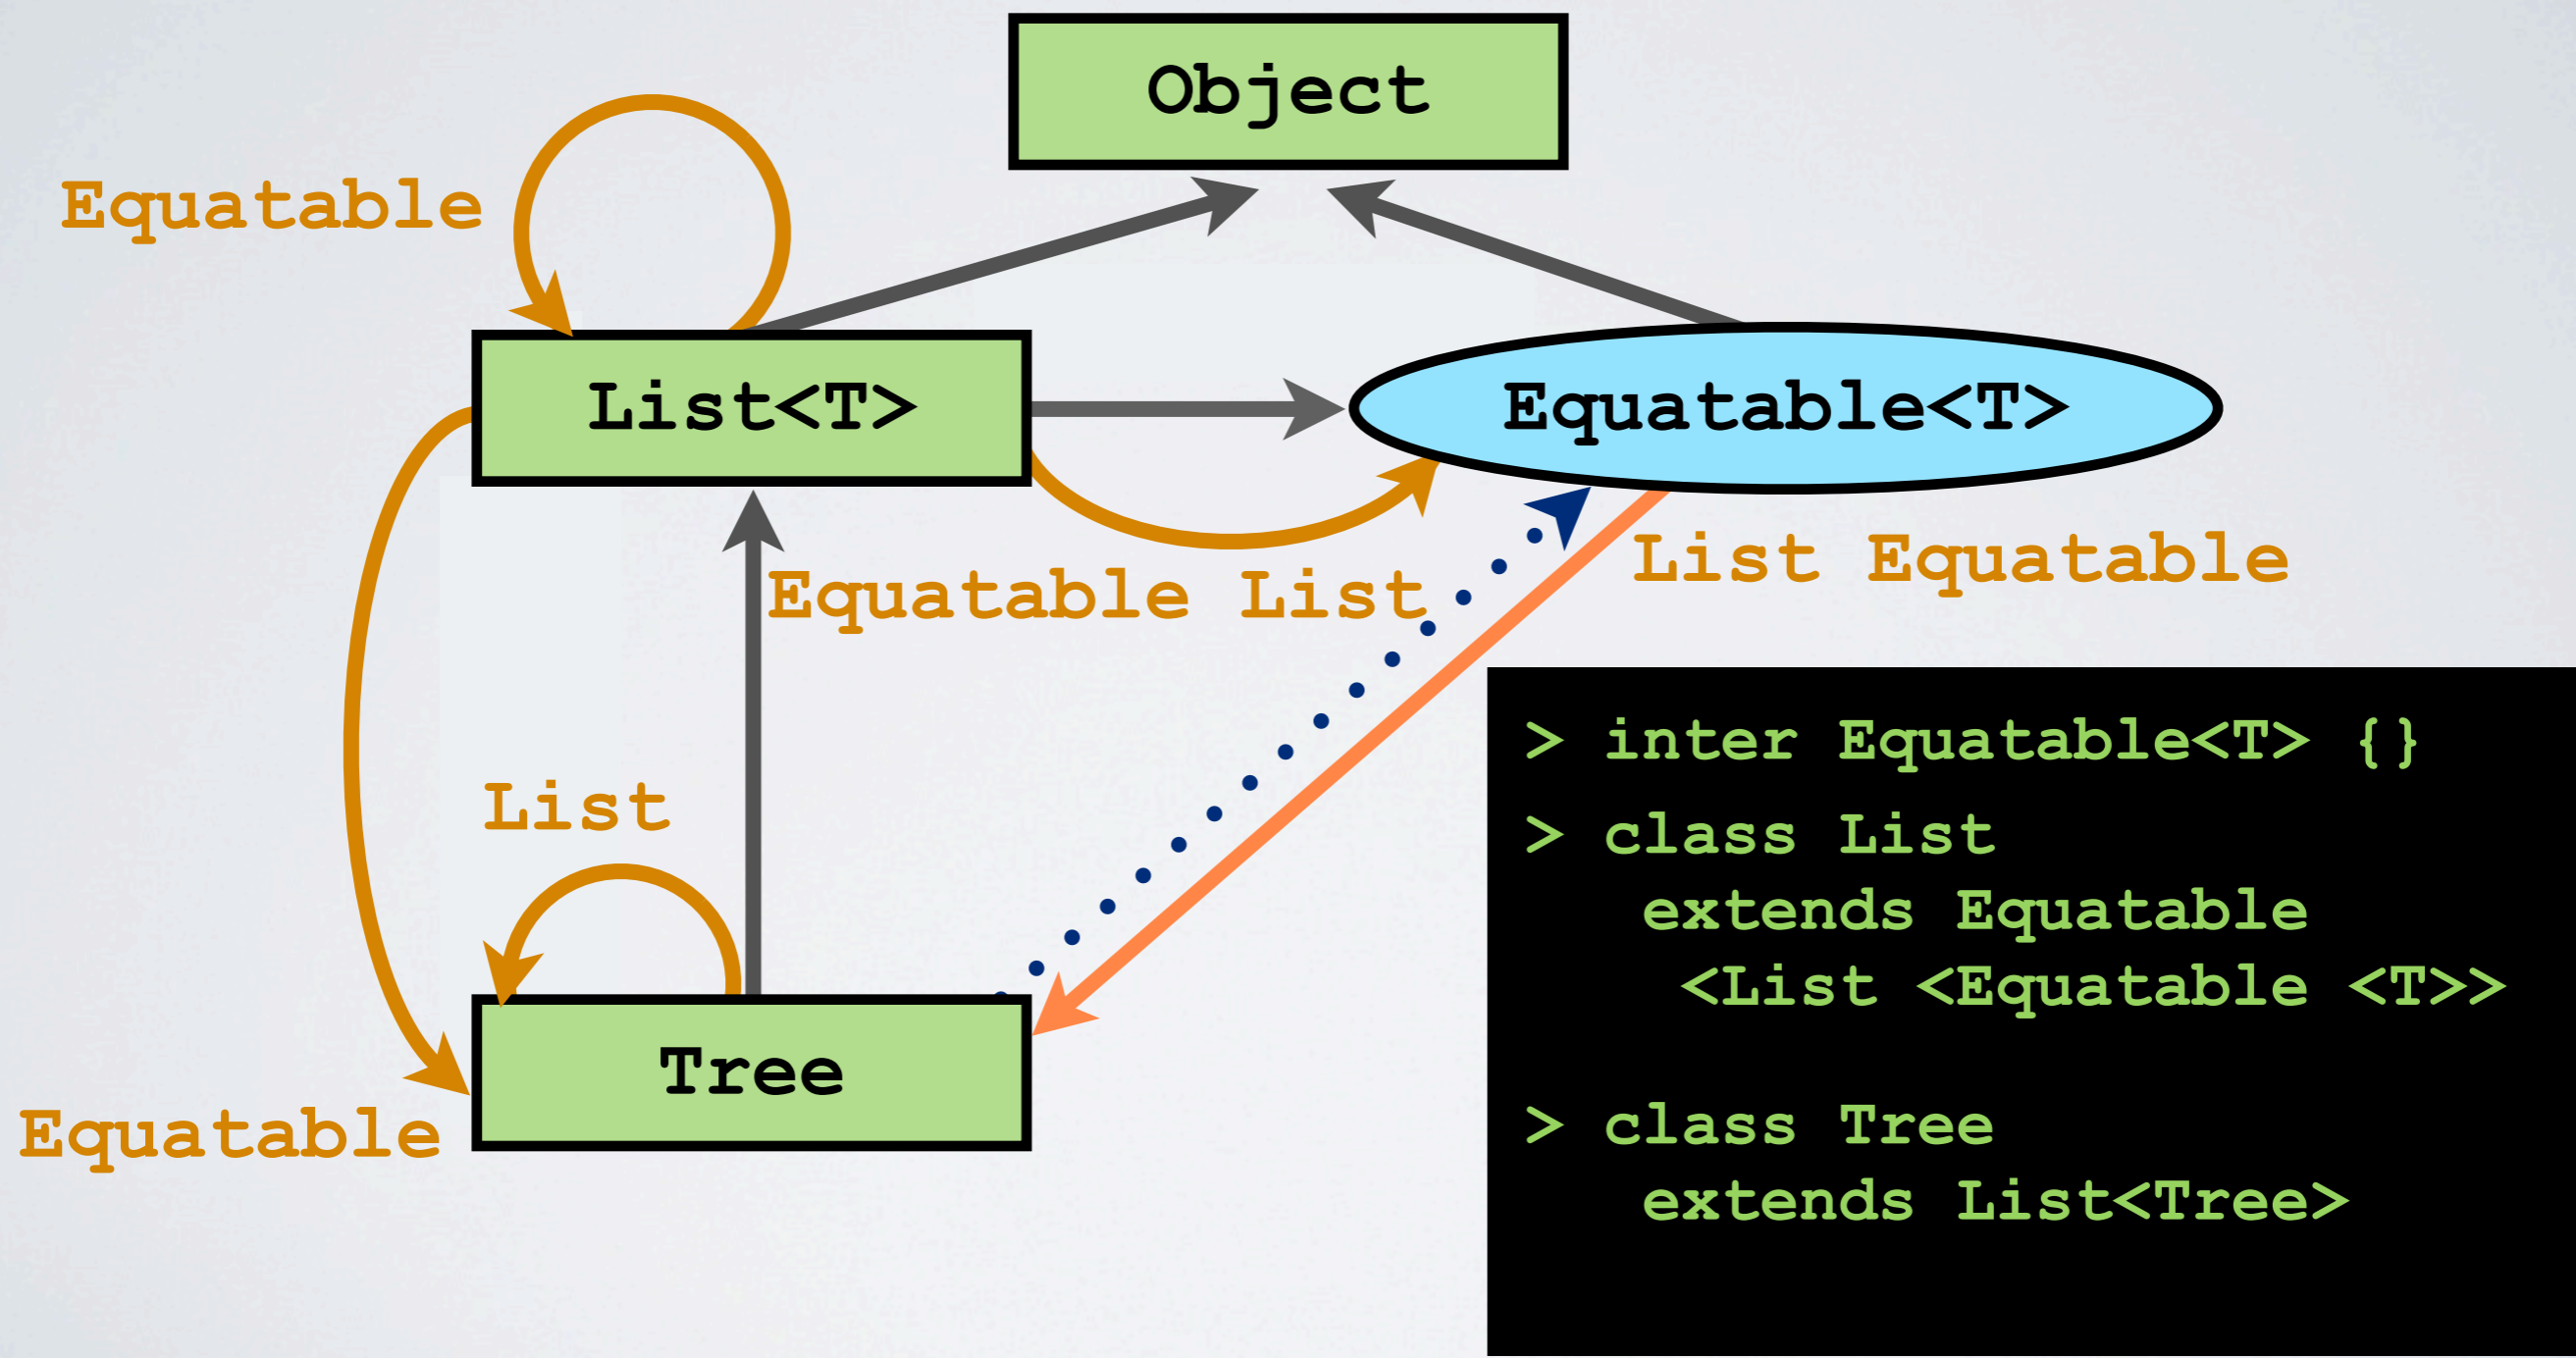 Object
Equatable
List<T>
Equatable<T>
List Equatable
Equatable List
List
Tree
Equatable
> inter Equatable<T> {}
> class List
extends Equatable
<List <Equatable <T>>
> class Tree
extends List<Tree>